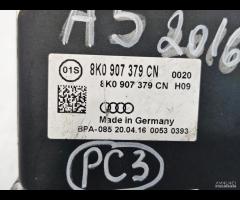 A5 2016
01S
8K0 907 379 CN 0020
8K0 907 379 CN H09
Made in Germany
BPA-085 20.04.16 0053 0393
PC3